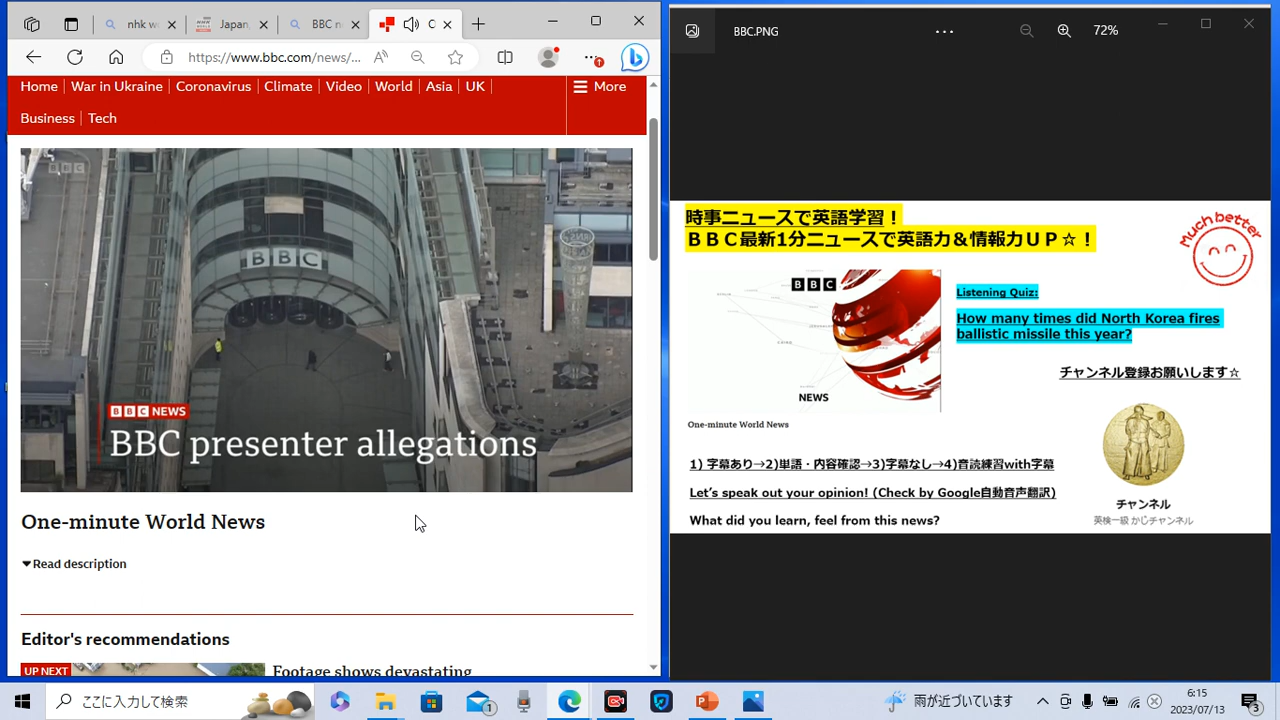 nhk w
Japan
BBC n
C
https://www.bbc.com/news/...
Home
War in Ukraine
Coronavirus
Climate
Video
World
Asia
UK
More
Business
Tech
BBC
BBC
BBC NEWS
BBC presenter allegations
One-minute World News
Read description
Editor's recommendations
UP NEXT
Footage shows devastating
BBC.PNG
72%
時事ニュースで英語学習！
ＢＢＣ最新1分ニュースで英語力＆情報力ＵＰ☆！
Much better
BBC
NEWS
One-minute World News
Listening Quiz:
How many times did North Korea fires
ballistic missile this year?
チャンネル登録お願いします☆
1) 字幕あり→2)単語・内容確認→3)字幕なし→4)音読練習with字幕
Let's speak out your opinion! (Check by Google自動音声翻訳)
What did you learn, feel from this news?
チャンネル
英検一級 かじチャンネル
ここに入力して検索
1
雨が近づいています
6:15
2023/07/13
3